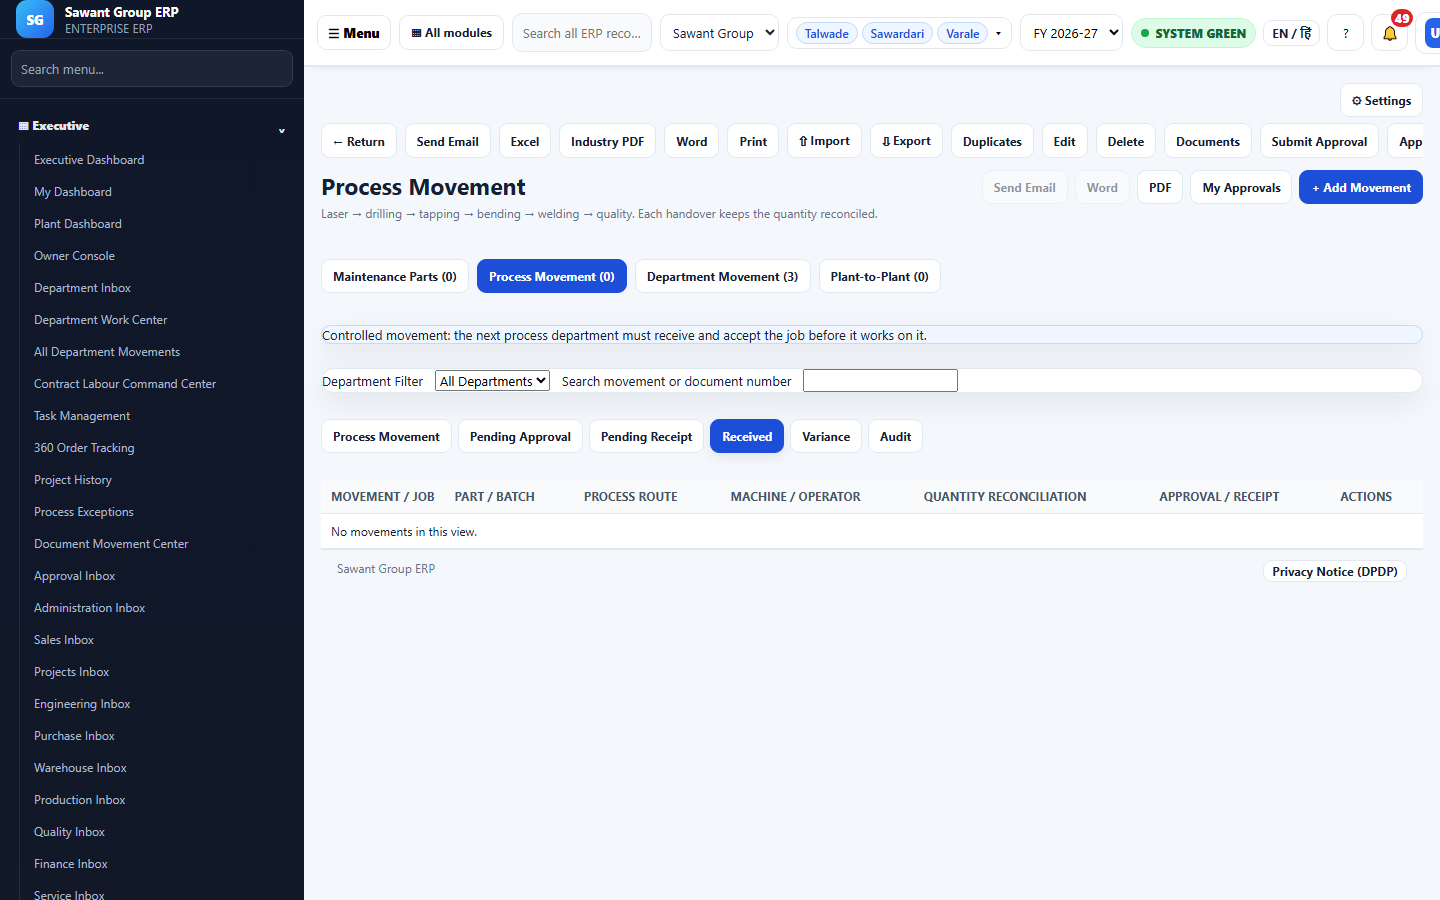 SG
Sawant Group ERP
ENTERPRISE ERP
Search menu...
Executive
Executive Dashboard
My Dashboard
Plant Dashboard
Owner Console
Department Inbox
Department Work Center
All Department Movements
Contract Labour Command Center
Task Management
360 Order Tracking
Project History
Process Exceptions
Document Movement Center
Approval Inbox
Administration Inbox
Sales Inbox
Projects Inbox
Engineering Inbox
Purchase Inbox
Warehouse Inbox
Production Inbox
Quality Inbox
Finance Inbox
Service Inbox
☰ Menu
All modules
Search all ERP reco...
Sawant Group
Talwade
Sawardari
Varale
FY 2026-27
SYSTEM GREEN
EN / हिं
?
49
U
⚙ Settings
← Return
Send Email
Excel
Industry PDF
Word
Print
⇧ Import
⇩ Export
Duplicates
Edit
Delete
Documents
Submit Approval
App
Process Movement
Send Email
Word
PDF
My Approvals
+ Add Movement
Laser → drilling → tapping → bending → welding → quality. Each handover keeps the quantity reconciled.
Maintenance Parts (0)
Process Movement (0)
Department Movement (3)
Plant-to-Plant (0)
Controlled movement: the next process department must receive and accept the job before it works on it.
Department Filter
All Departments
Search movement or document number
Process Movement
Pending Approval
Pending Receipt
Received
Variance
Audit
MOVEMENT / JOB
PART / BATCH
PROCESS ROUTE
MACHINE / OPERATOR
QUANTITY RECONCILIATION
APPROVAL / RECEIPT
ACTIONS
No movements in this view.
Sawant Group ERP
Privacy Notice (DPDP)